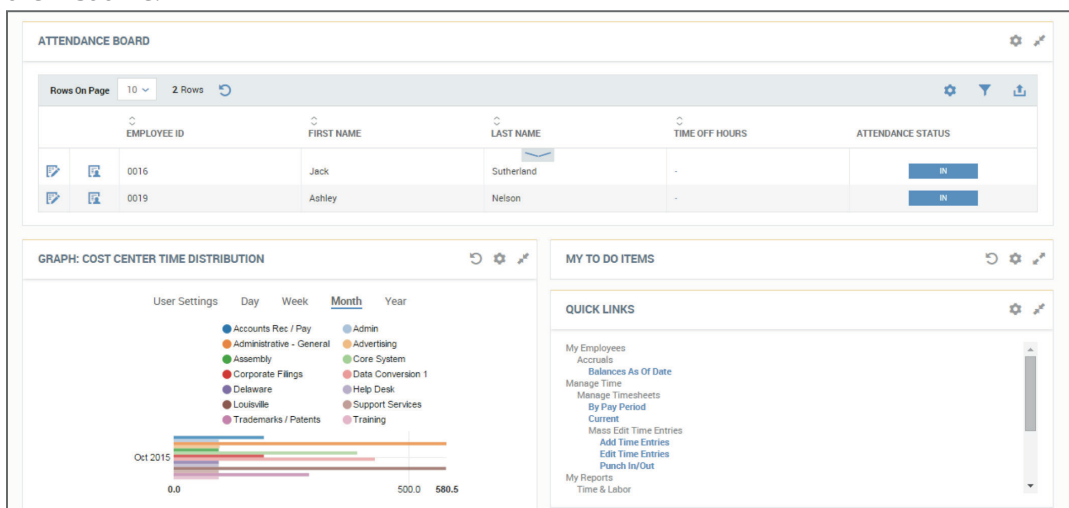 ATTENDANCE BOARD
Rows On Page 10 2 Rows
EMPLOYEE ID FIRST NAME LAST NAME TIME OFF HOURS ATTENDANCE STATUS
0016 Jack Sutherland - IN
0019 Ashley Nelson - IN
GRAPH: COST CENTER TIME DISTRIBUTION
User Settings Day Week Month Year
Accounts Rec / Pay Admin
Administrative - General Advertising
Assembly Core System
Corporate Filings Data Conversion 1
Delaware Help Desk
Louisville Support Services
Trademarks / Patents Training
Oct 2015
0.0 500.0 580.5
MY TO DO ITEMS
QUICK LINKS
My Employees
Accruals
Balances As Of Date
Manage Time
Manage Timesheets
By Pay Period
Current
Mass Edit Time Entries
Add Time Entries
Edit Time Entries
Punch In/Out
My Reports
Time & Labor